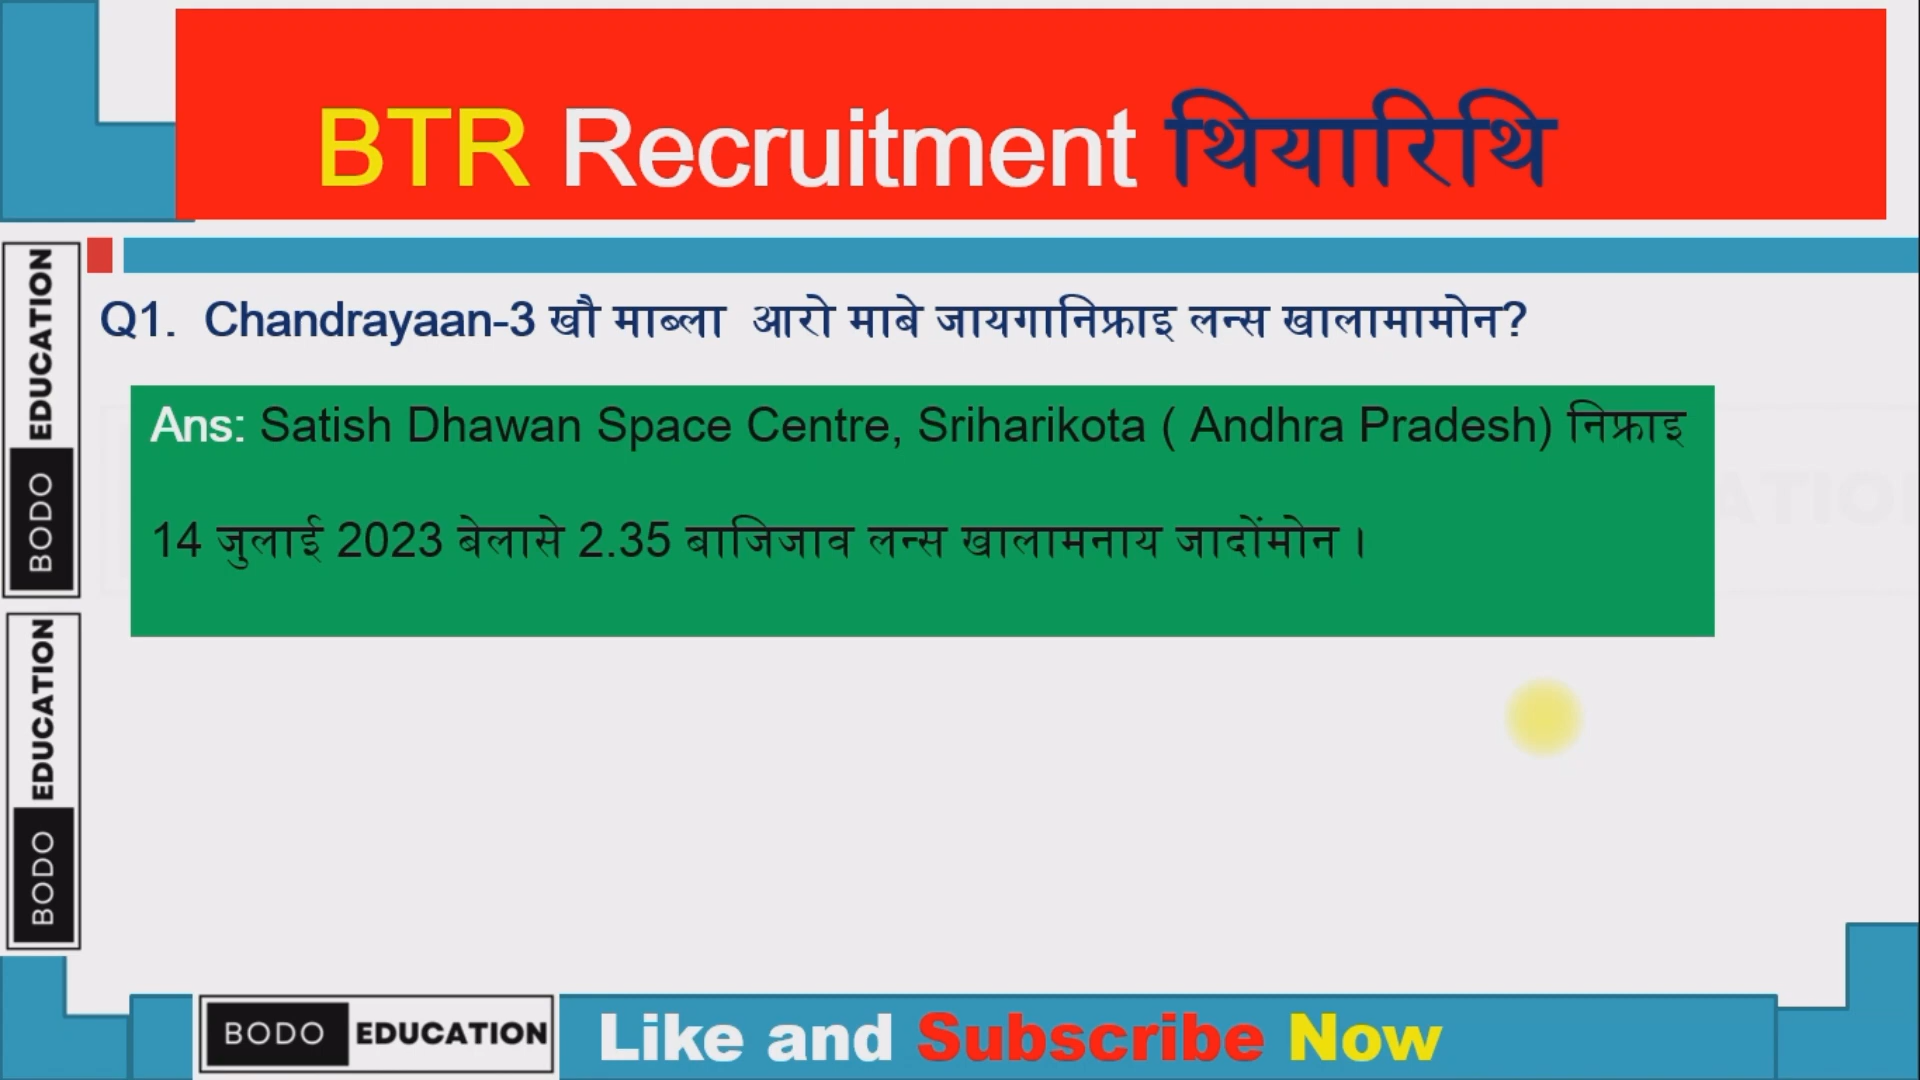 BTR Recruitment थियारिथि
Q1. Chandrayaan-3 खौ माब्ला आरो माबे जायगानिफ्राइ लन्स खालामामोन?
Ans: Satish Dhawan Space Centre, Sriharikota ( Andhra Pradesh) निफ्राइ
14 जुलाई 2023 बेलासे 2.35 बाजिजाव लन्स खालामनाय जादोंमोन ।
BODO EDUCATION
BODO EDUCATION
BODO EDUCATION
Like and Subscribe Now